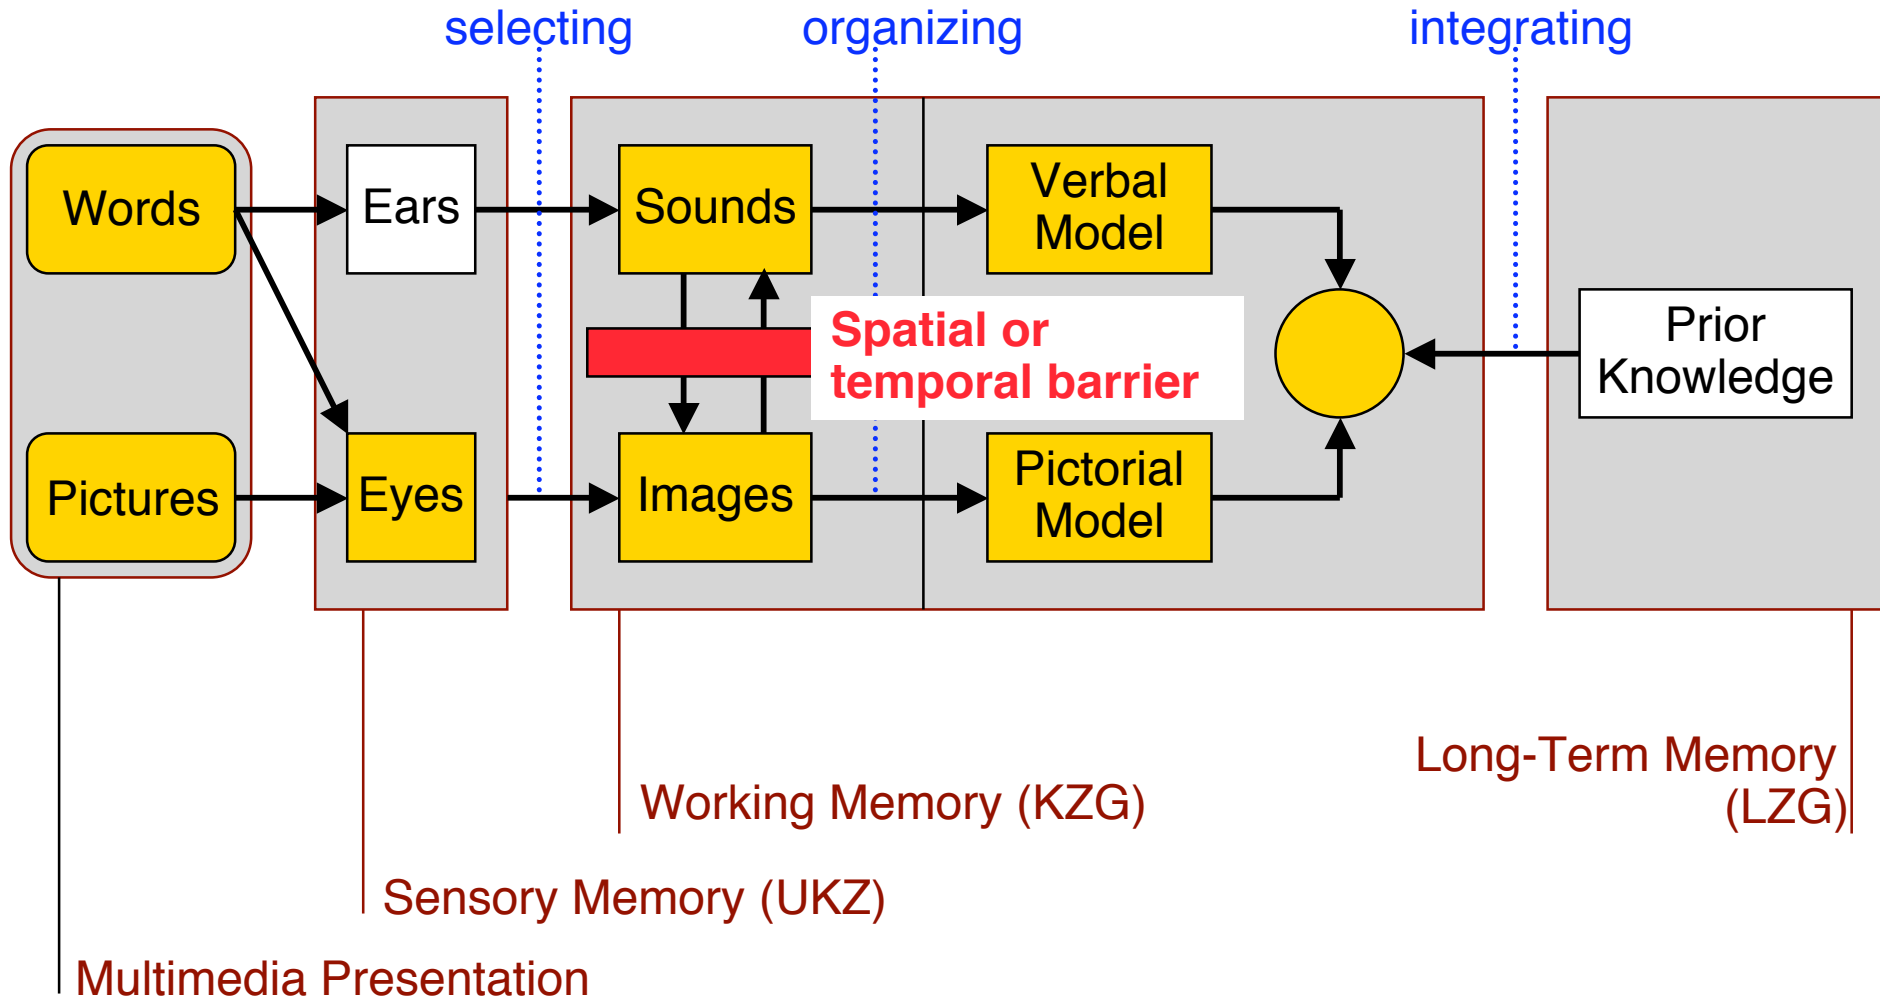 selecting
organizing
integrating
Words
Ears
Sounds
Verbal
Model
Spatial or
temporal barrier
Prior
Knowledge
Pictures
Eyes
Images
Pictorial
Model
Long-Term Memory
(LZG)
Working Memory (KZG)
Sensory Memory (UKZ)
Multimedia Presentation